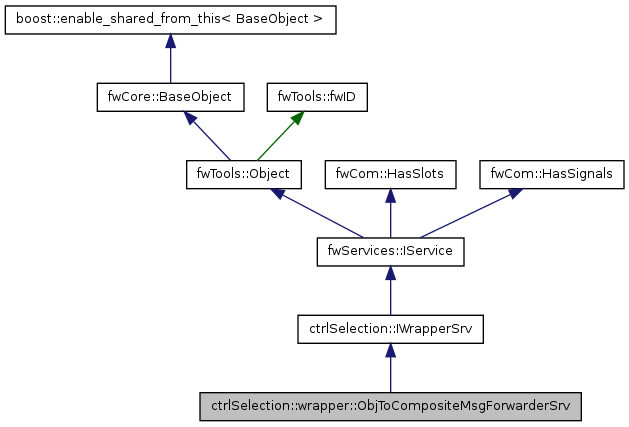 boost::enable_shared_from_this< BaseObject >
fwCore::BaseObject
fwTools::fwID
fwTools::Object
fwCom::HasSlots
fwCom::HasSignals
fwServices::IService
ctrlSelection::IWrapperSrv
ctrlSelection::wrapper::ObjToCompositeMsgForwarderSrv